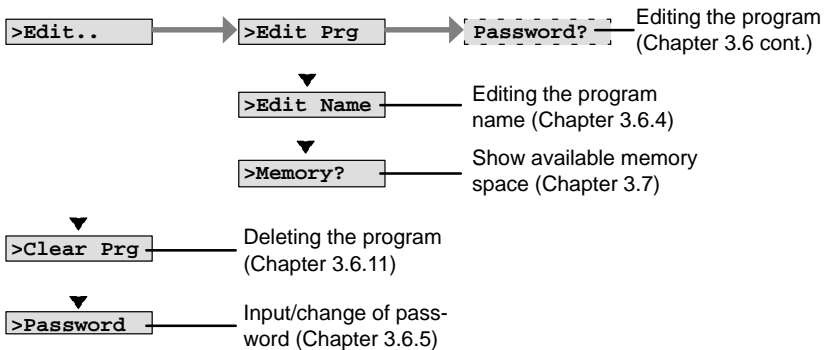 >Edit..
>Edit Prg
Password?
Editing the program
(Chapter 3.6 cont.)
>Edit Name
Editing the program
name (Chapter 3.6.4)
>Memory?
Show available memory
space (Chapter 3.7)
>Clear Prg
Deleting the program
(Chapter 3.6.11)
>Password
Input/change of pass-
word (Chapter 3.6.5)